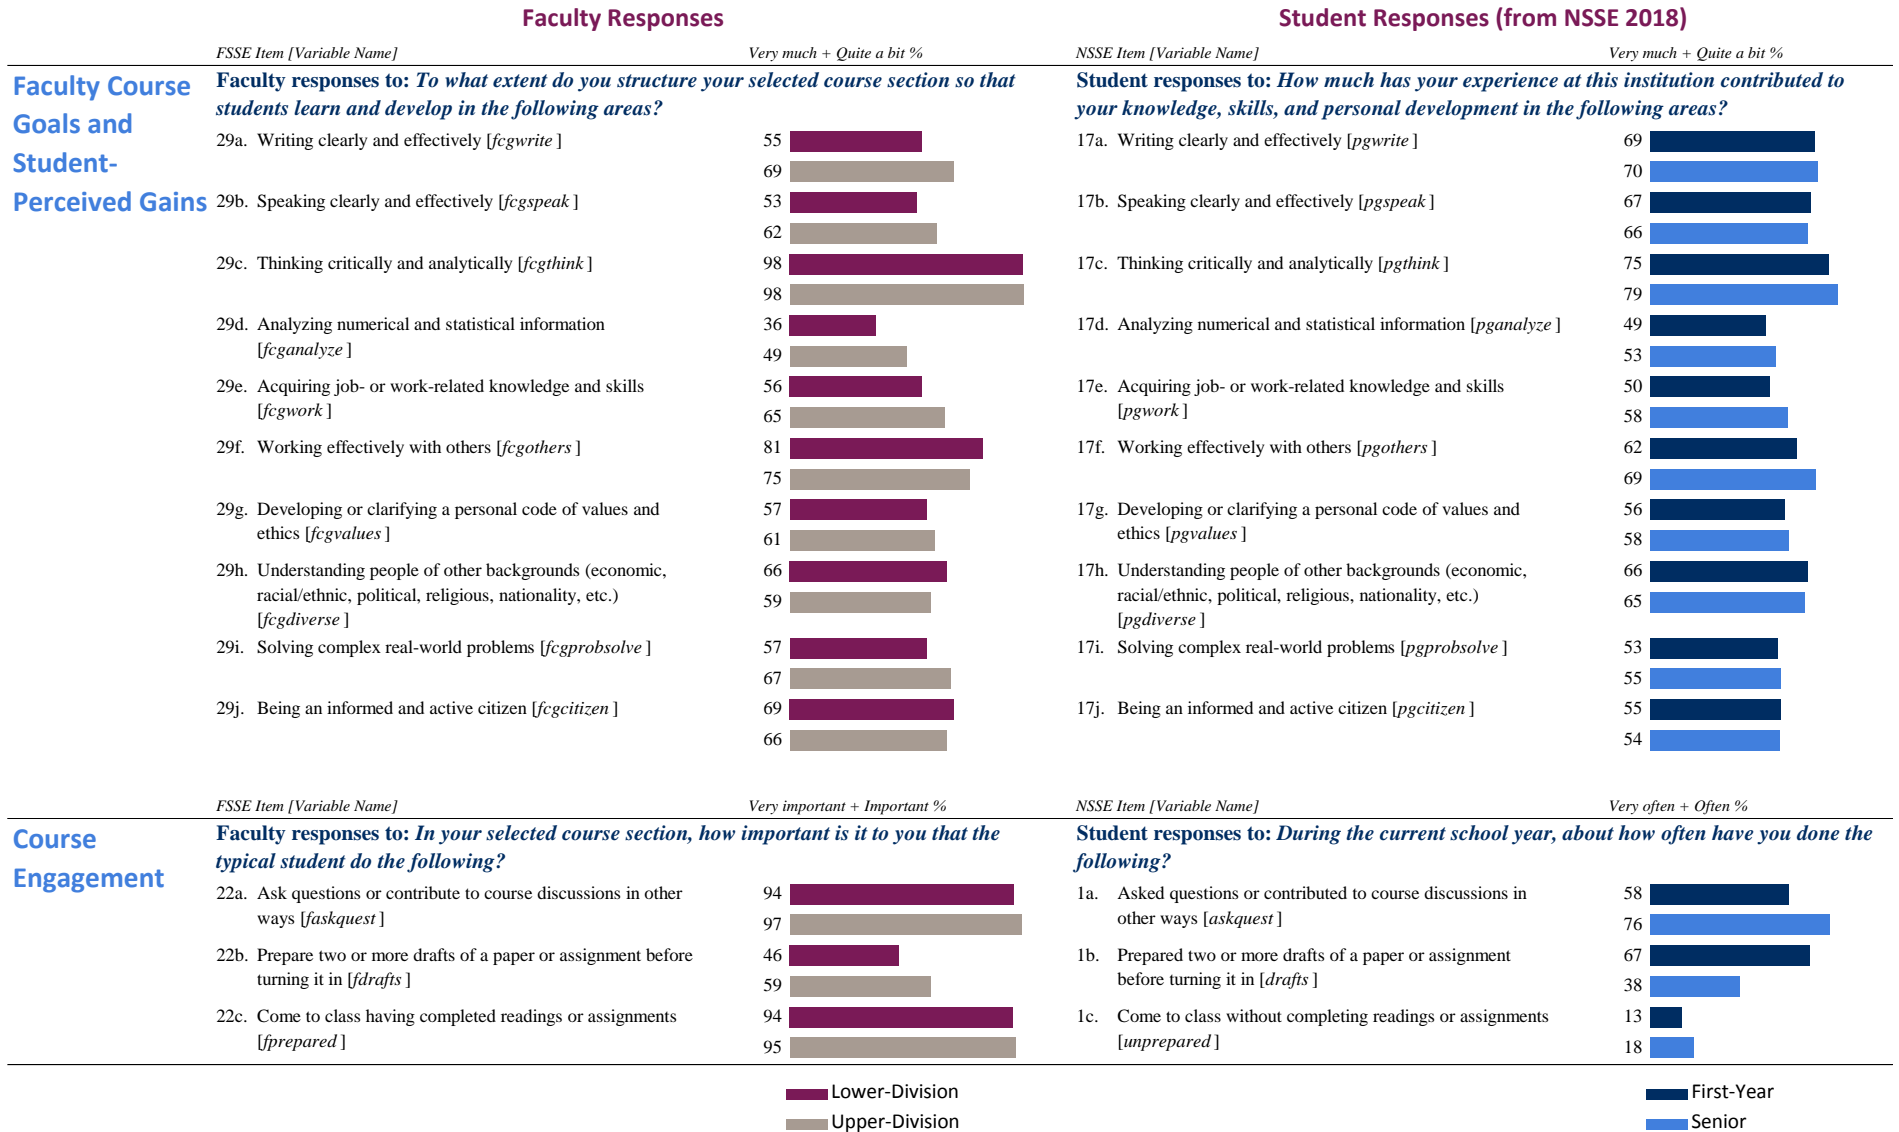 Faculty Responses
Student Responses (from NSSE 2018)
FSSE Item [Variable Name]
Very much + Quite a bit %
NSSE Item [Variable Name]
Very much + Quite a bit %
Faculty Course
Goals and
Student-
Perceived Gains
Faculty responses to: To what extent do you structure your selected course section so that
students learn and develop in the following areas?
Student responses to: How much has your experience at this institution contributed to
your knowledge, skills, and personal development in the following areas?
29a. Writing clearly and effectively [fcgwrite ]
55
69
17a. Writing clearly and effectively [pgwrite ]
69
70
29b. Speaking clearly and effectively [fcgspeak ]
53
62
17b. Speaking clearly and effectively [pgspeak ]
67
66
29c. Thinking critically and analytically [fcgthink ]
98
98
17c. Thinking critically and analytically [pgthink ]
75
79
29d. Analyzing numerical and statistical information
[fcganalyze ]
36
49
17d. Analyzing numerical and statistical information [pganalyze ]
49
53
29e. Acquiring job- or work-related knowledge and skills
[fcgwork ]
56
65
17e. Acquiring job- or work-related knowledge and skills
[pgwork ]
50
58
29f. Working effectively with others [fcgothers ]
81
75
17f. Working effectively with others [pgothers ]
62
69
29g. Developing or clarifying a personal code of values and
ethics [fcgvalues ]
57
61
17g. Developing or clarifying a personal code of values and
ethics [pgvalues ]
56
58
29h. Understanding people of other backgrounds (economic,
racial/ethnic, political, religious, nationality, etc.)
[fcgdiverse ]
66
59
17h. Understanding people of other backgrounds (economic,
racial/ethnic, political, religious, nationality, etc.)
[pgdiverse ]
66
65
29i. Solving complex real-world problems [fcgprobsolve ]
57
67
17i. Solving complex real-world problems [pgprobsolve ]
53
55
29j. Being an informed and active citizen [fcgcitizen ]
69
66
17j. Being an informed and active citizen [pgcitizen ]
55
54
FSSE Item [Variable Name]
Very important + Important %
NSSE Item [Variable Name]
Very often + Often %
Course
Engagement
Faculty responses to: In your selected course section, how important is it to you that the
typical student do the following?
Student responses to: During the current school year, about how often have you done the
following?
22a. Ask questions or contribute to course discussions in other
ways [faskquest ]
94
97
1a. Asked questions or contributed to course discussions in
other ways [askquest ]
58
76
22b. Prepare two or more drafts of a paper or assignment before
turning it in [fdrafts ]
46
59
1b. Prepared two or more drafts of a paper or assignment
before turning it in [drafts ]
67
38
22c. Come to class having completed readings or assignments
[fprepared ]
94
95
1c. Come to class without completing readings or assignments
[unprepared ]
13
18
Lower-Division
Upper-Division
First-Year
Senior